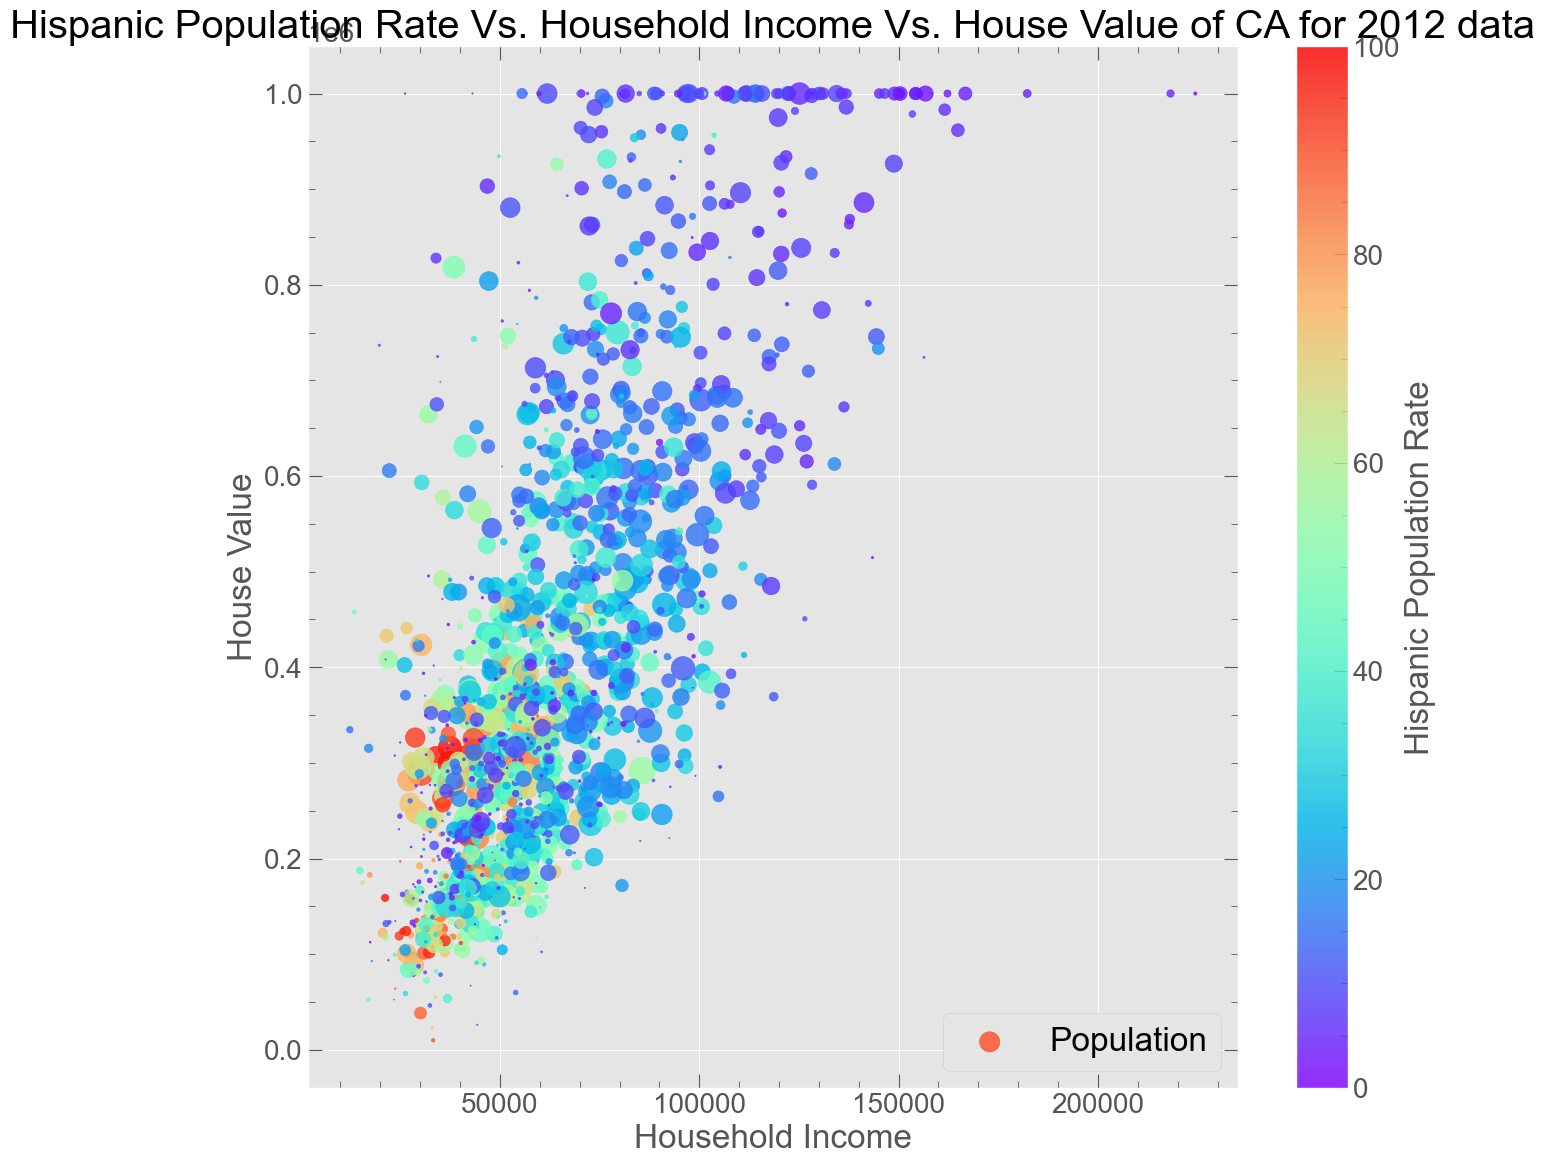 Hispanic Population Rate Vs. Household Income Vs. House Value of CA for 2012 data
1e6
1.0
0.8
0.6
0.4
0.2
0.0
House Value
50000
100000
150000
200000
Household Income
Population
100
80
60
40
20
0
Hispanic Population Rate